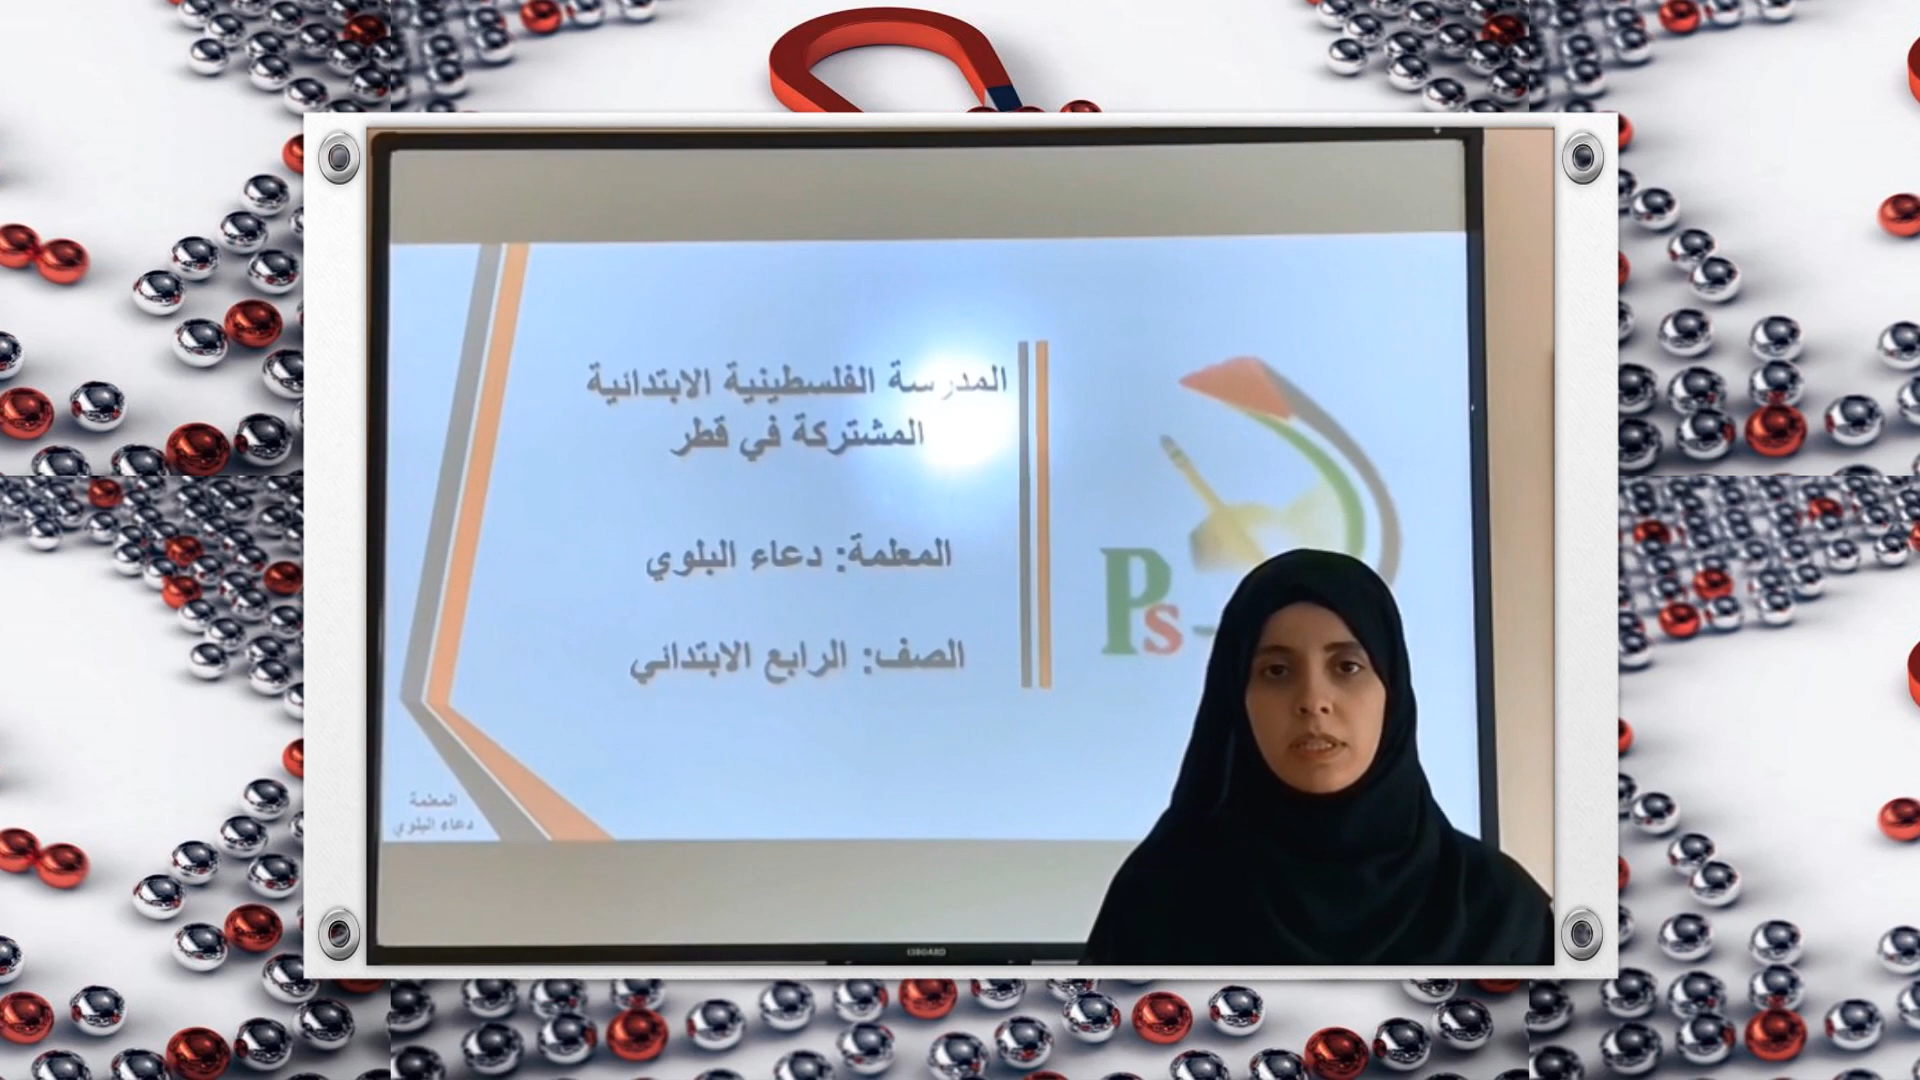 المدرسة الفلسطينية الابتدائية
المشتركة في قطر
المعلمة: دعاء البلوي
الصف: الرابع الابتدائي
Ps
المعلمة
دعاء البلوي